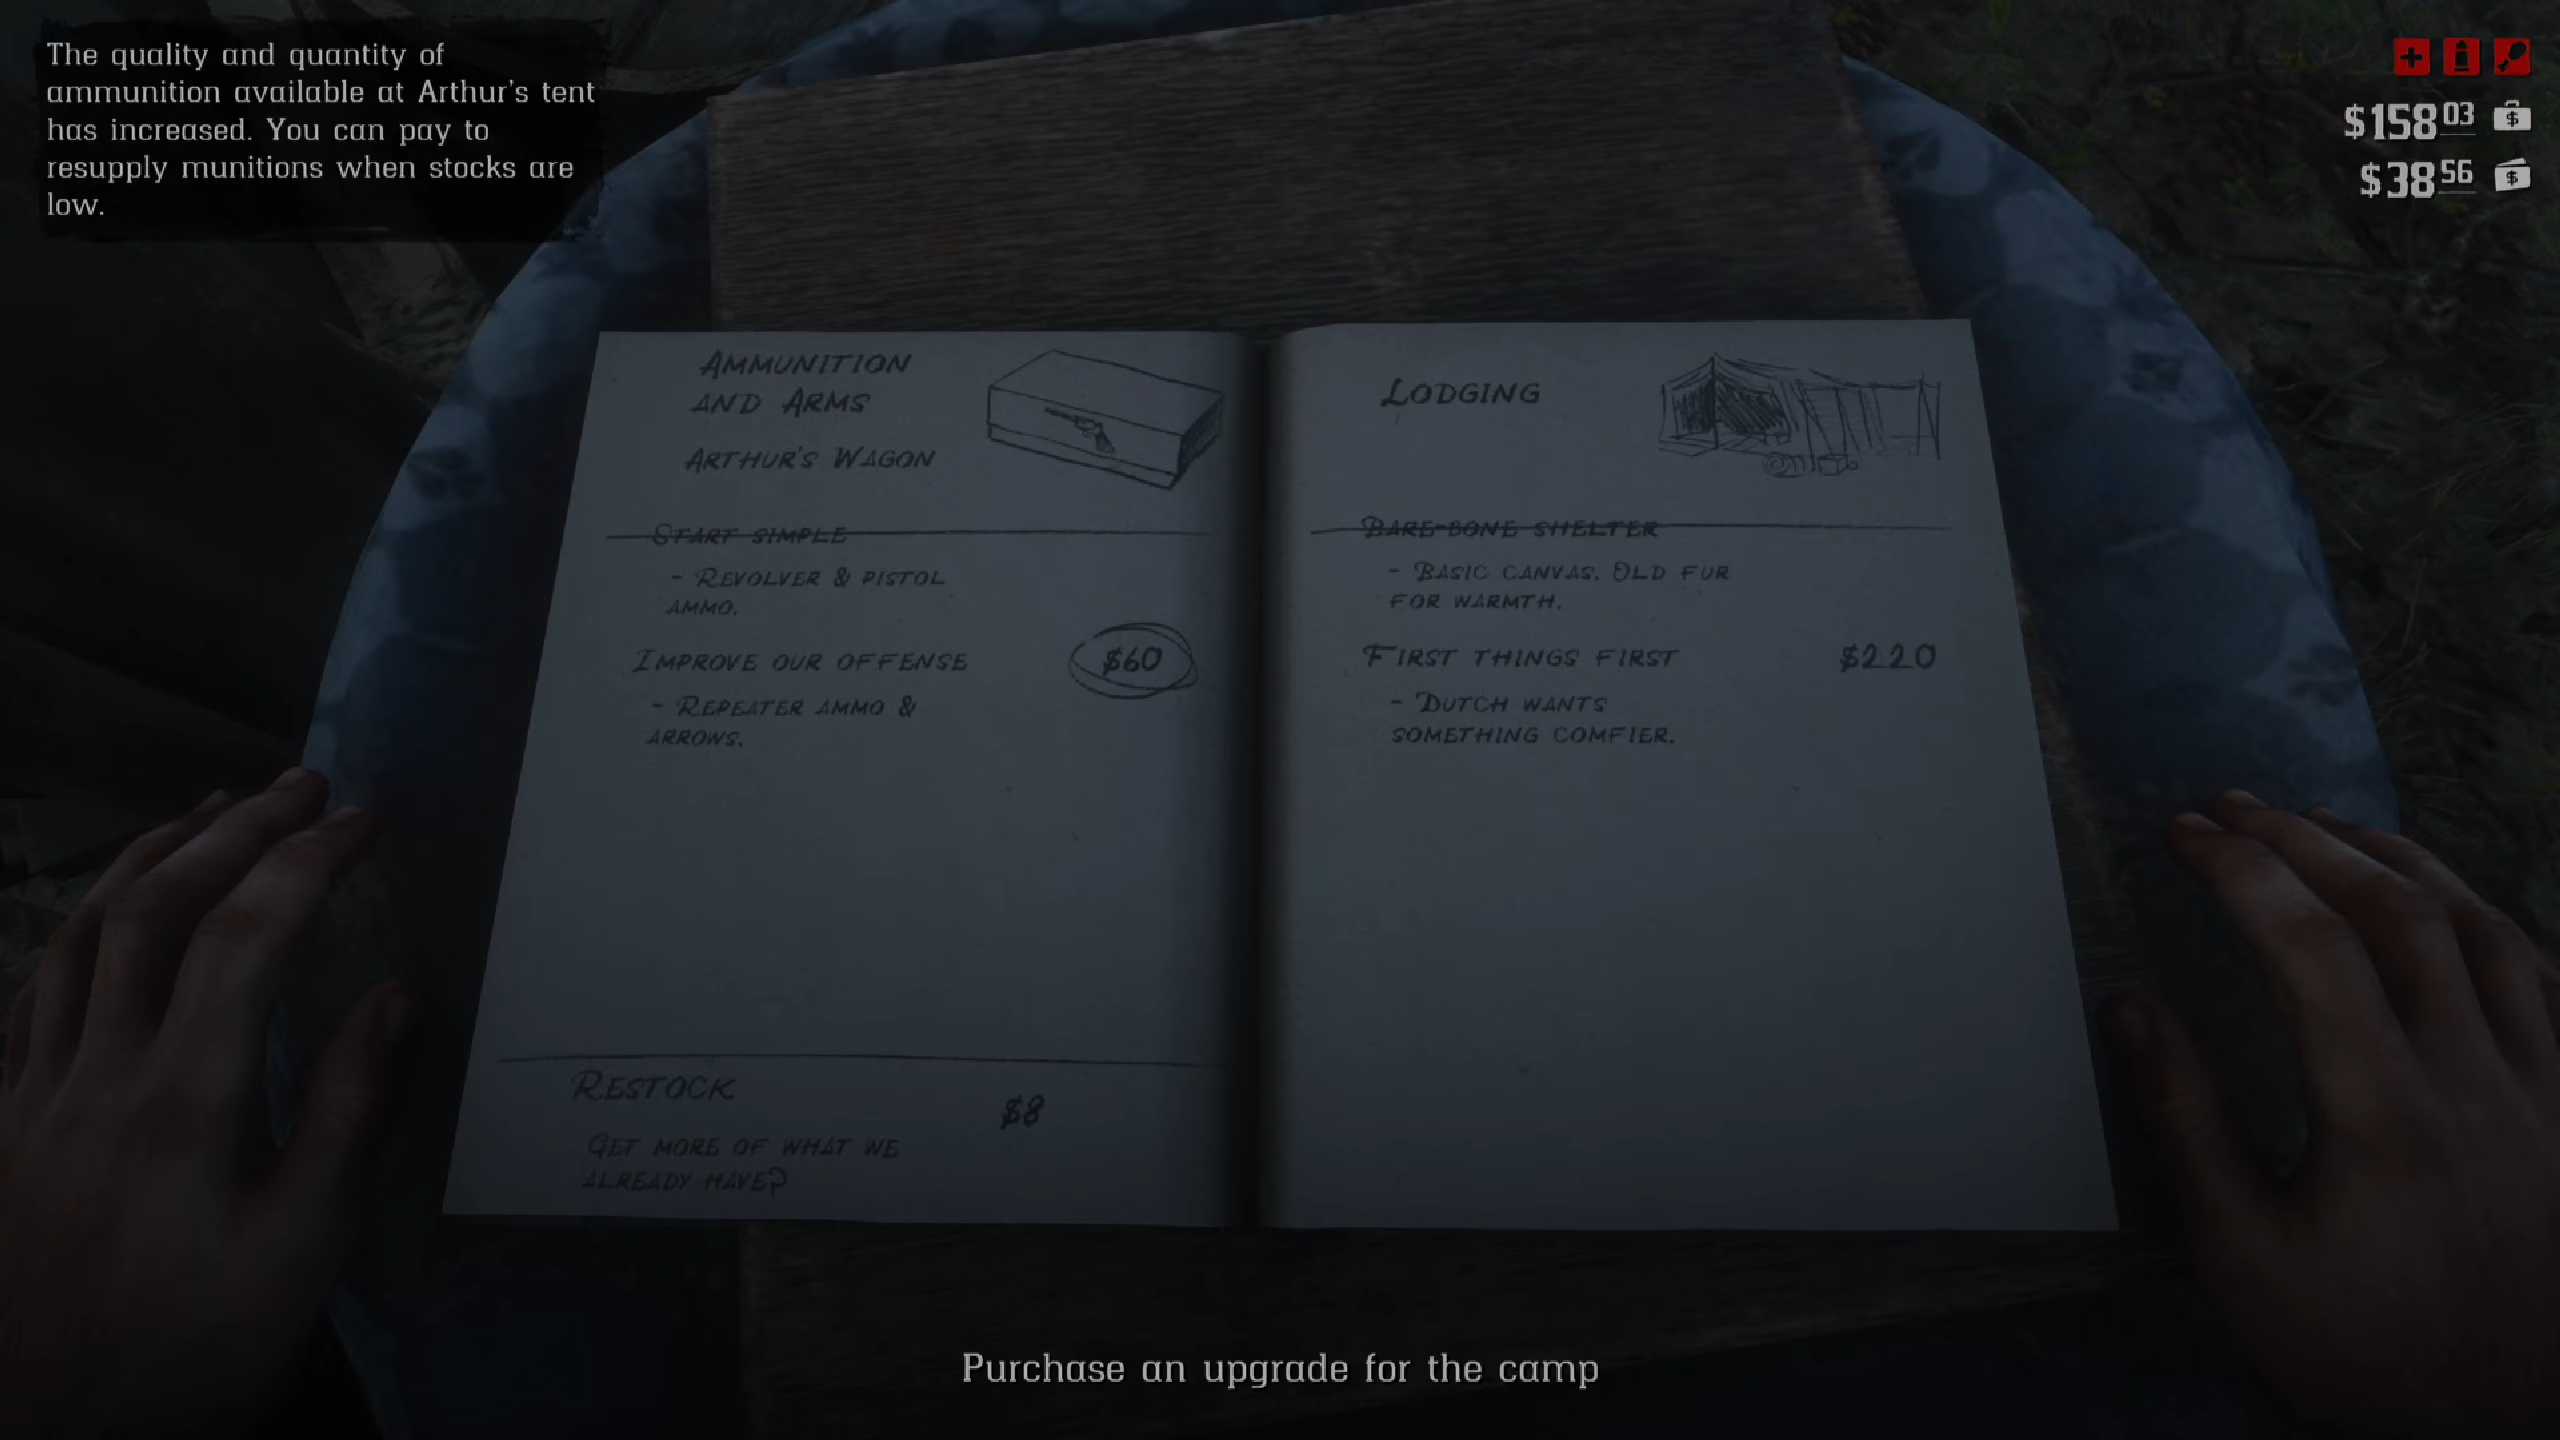 The quality and quantity of
ammunition available at Arthur's tent
has increased. You can pay to
resupply munitions when stocks are
low.
$158 03
$38 56
AMMUNITION
AND ARMS
ARTHUR'S WAGON
START SIMPLE
- REVOLVER & PISTOL
AMMO.
IMPROVE OUR OFFENSE $60
- REPEATER AMMO &
ARROWS.
RESTOCK $8
GET MORE OF WHAT WE
ALREADY HAVE?
LODGING
BARE-BONE SHELTER
- BASIC CANVAS. OLD FUR
FOR WARMTH.
FIRST THINGS FIRST $220
- DUTCH WANTS
SOMETHING COMFIER.
Purchase an upgrade for the camp